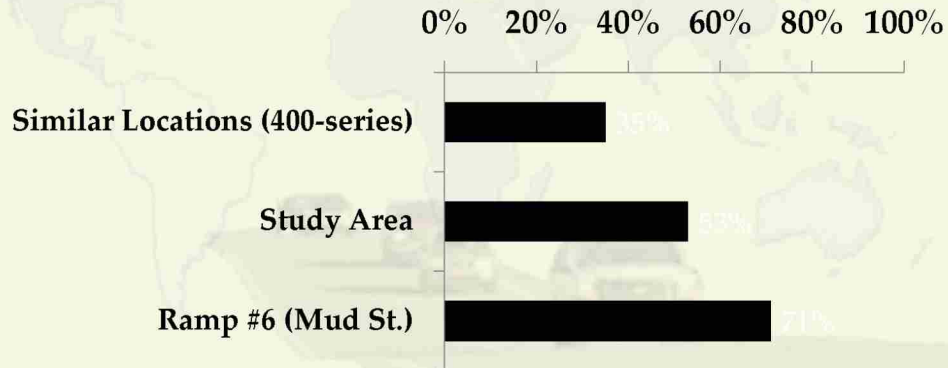 0% 20% 40% 60% 80% 100%
Similar Locations (400-series) 35%
Study Area 53%
Ramp #6 (Mud St.) 71%